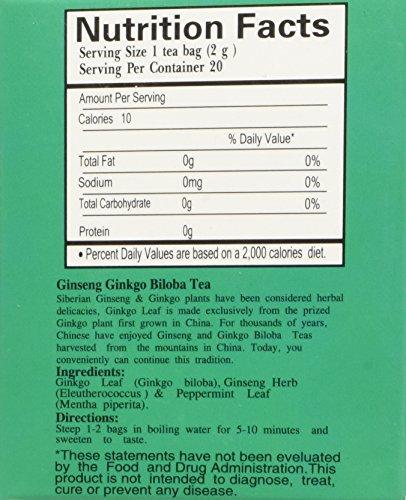 Nutrition Facts
Serving Size 1 tea bag (2 g )
Serving Per Container 20
Amount Per Serving
Calories 10
% Daily Value*
Total Fat 0g 0%
Sodium 0mg 0%
Total Carbohydrate 0g 0%
Protein 0g
• Percent Daily Values are based on a 2,000 calories diet.
Ginseng Ginkgo Biloba Tea
Siberian Ginseng & Ginkgo plants have been considered herbal
delicacies, Ginkgo Leaf is made exclusively from the prized
Ginkgo plant first grown in China. For thousands of years,
Chinese have enjoyed Ginseng and Ginkgo Biloba Teas
harvested from the mountains in China. Today, you
conveniently can continue this tradition.
Ingredients:
Ginkgo Leaf (Ginkgo biloba), Ginseng Herb
(Eleutherococcus ) & Peppermint Leaf
(Mentha piperita).
Directions:
Steep 1-2 bags in boiling water for 5-10 minutes and
sweeten to taste.
*These statements have not been eveluated
by the Food and Drug Administration.This
product is not intended to diagnose, treat,
cure or prevent any disease.